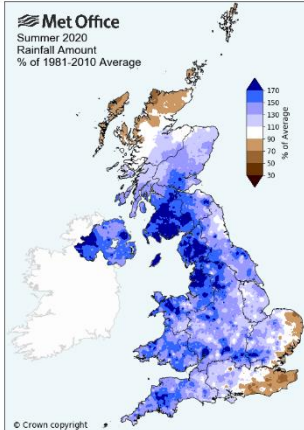 Met Office
Summer 2020
Rainfall Amount
% of 1981-2010 Average
170
150
130
110
90
70
50
30
% of Average
© Crown copyright